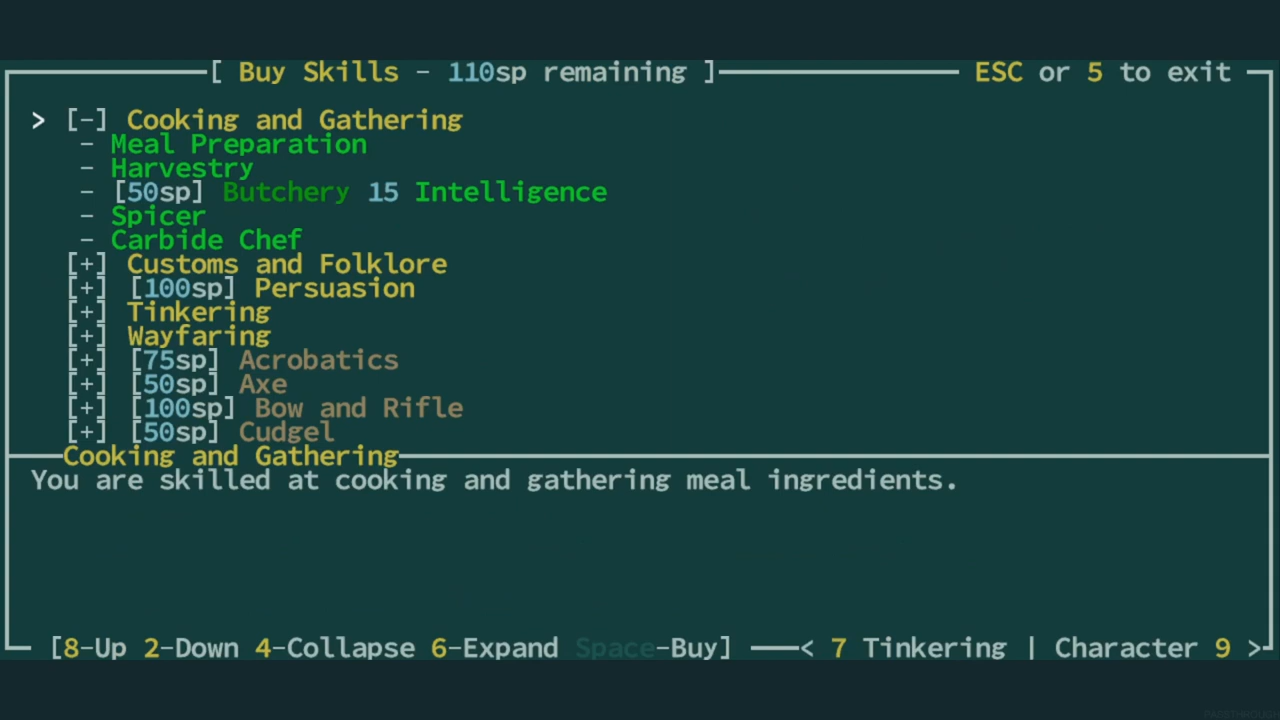 [ Buy Skills - 110sp remaining ] ESC or 5 to exit
> [-] Cooking and Gathering
- Meal Preparation
- Harvestry
- [50sp] Butchery 15 Intelligence
- Spicer
- Carbide Chef
[+] Customs and Folklore
[+] [100sp] Persuasion
[+] Tinkering
[+] Wayfaring
[+] [75sp] Acrobatics
[+] [50sp] Axe
[+] [100sp] Bow and Rifle
[+] [50sp] Cudgel
Cooking and Gathering
You are skilled at cooking and gathering meal ingredients.
[8-Up 2-Down 4-Collapse 6-Expand Space-Buy] < 7 Tinkering | Character 9 >